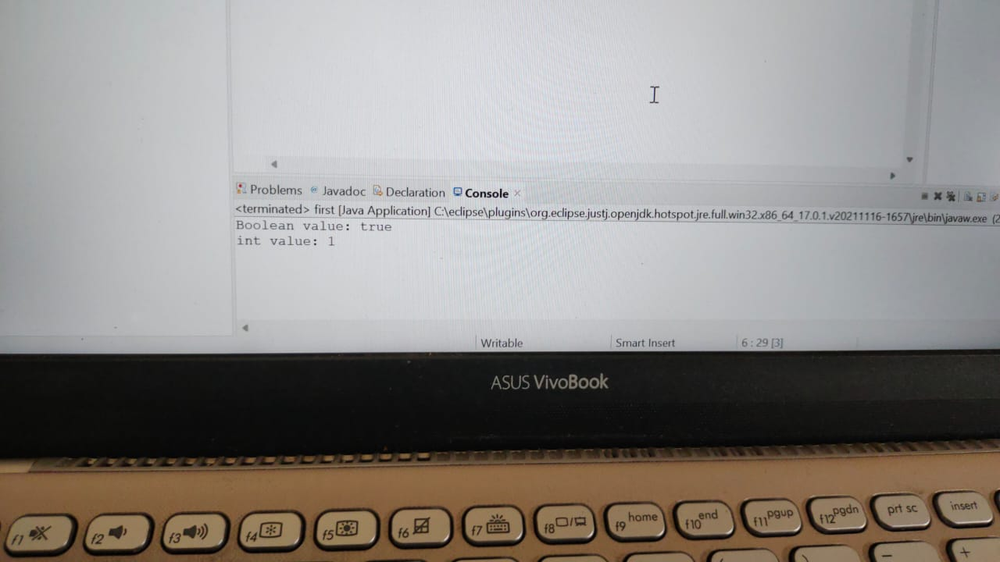 Problems Javadoc Declaration Console
<terminated> first [Java Application] C:\eclipse\plugins\org.eclipse.justj.openjdk.hotspot.jre.full.win32.x86_64_17.0.1.v20211116-1657\jre\bin\javaw.exe (2
Boolean value: true
int value: 1
Writable Smart Insert 6 : 29 [3]
ASUS VivoBook
f1 f2 f3 f4 f5 f6 f7 f8 f9 home f10 end f11 pgup f12 pgdn prt sc insert
( ) - +